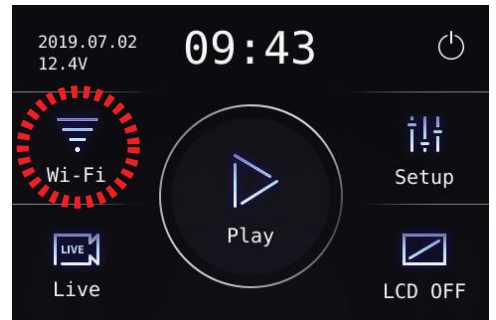 2019.07.02
12.4V
09:43
Wi-Fi
Setup
Play
LIVE
Live
LCD OFF